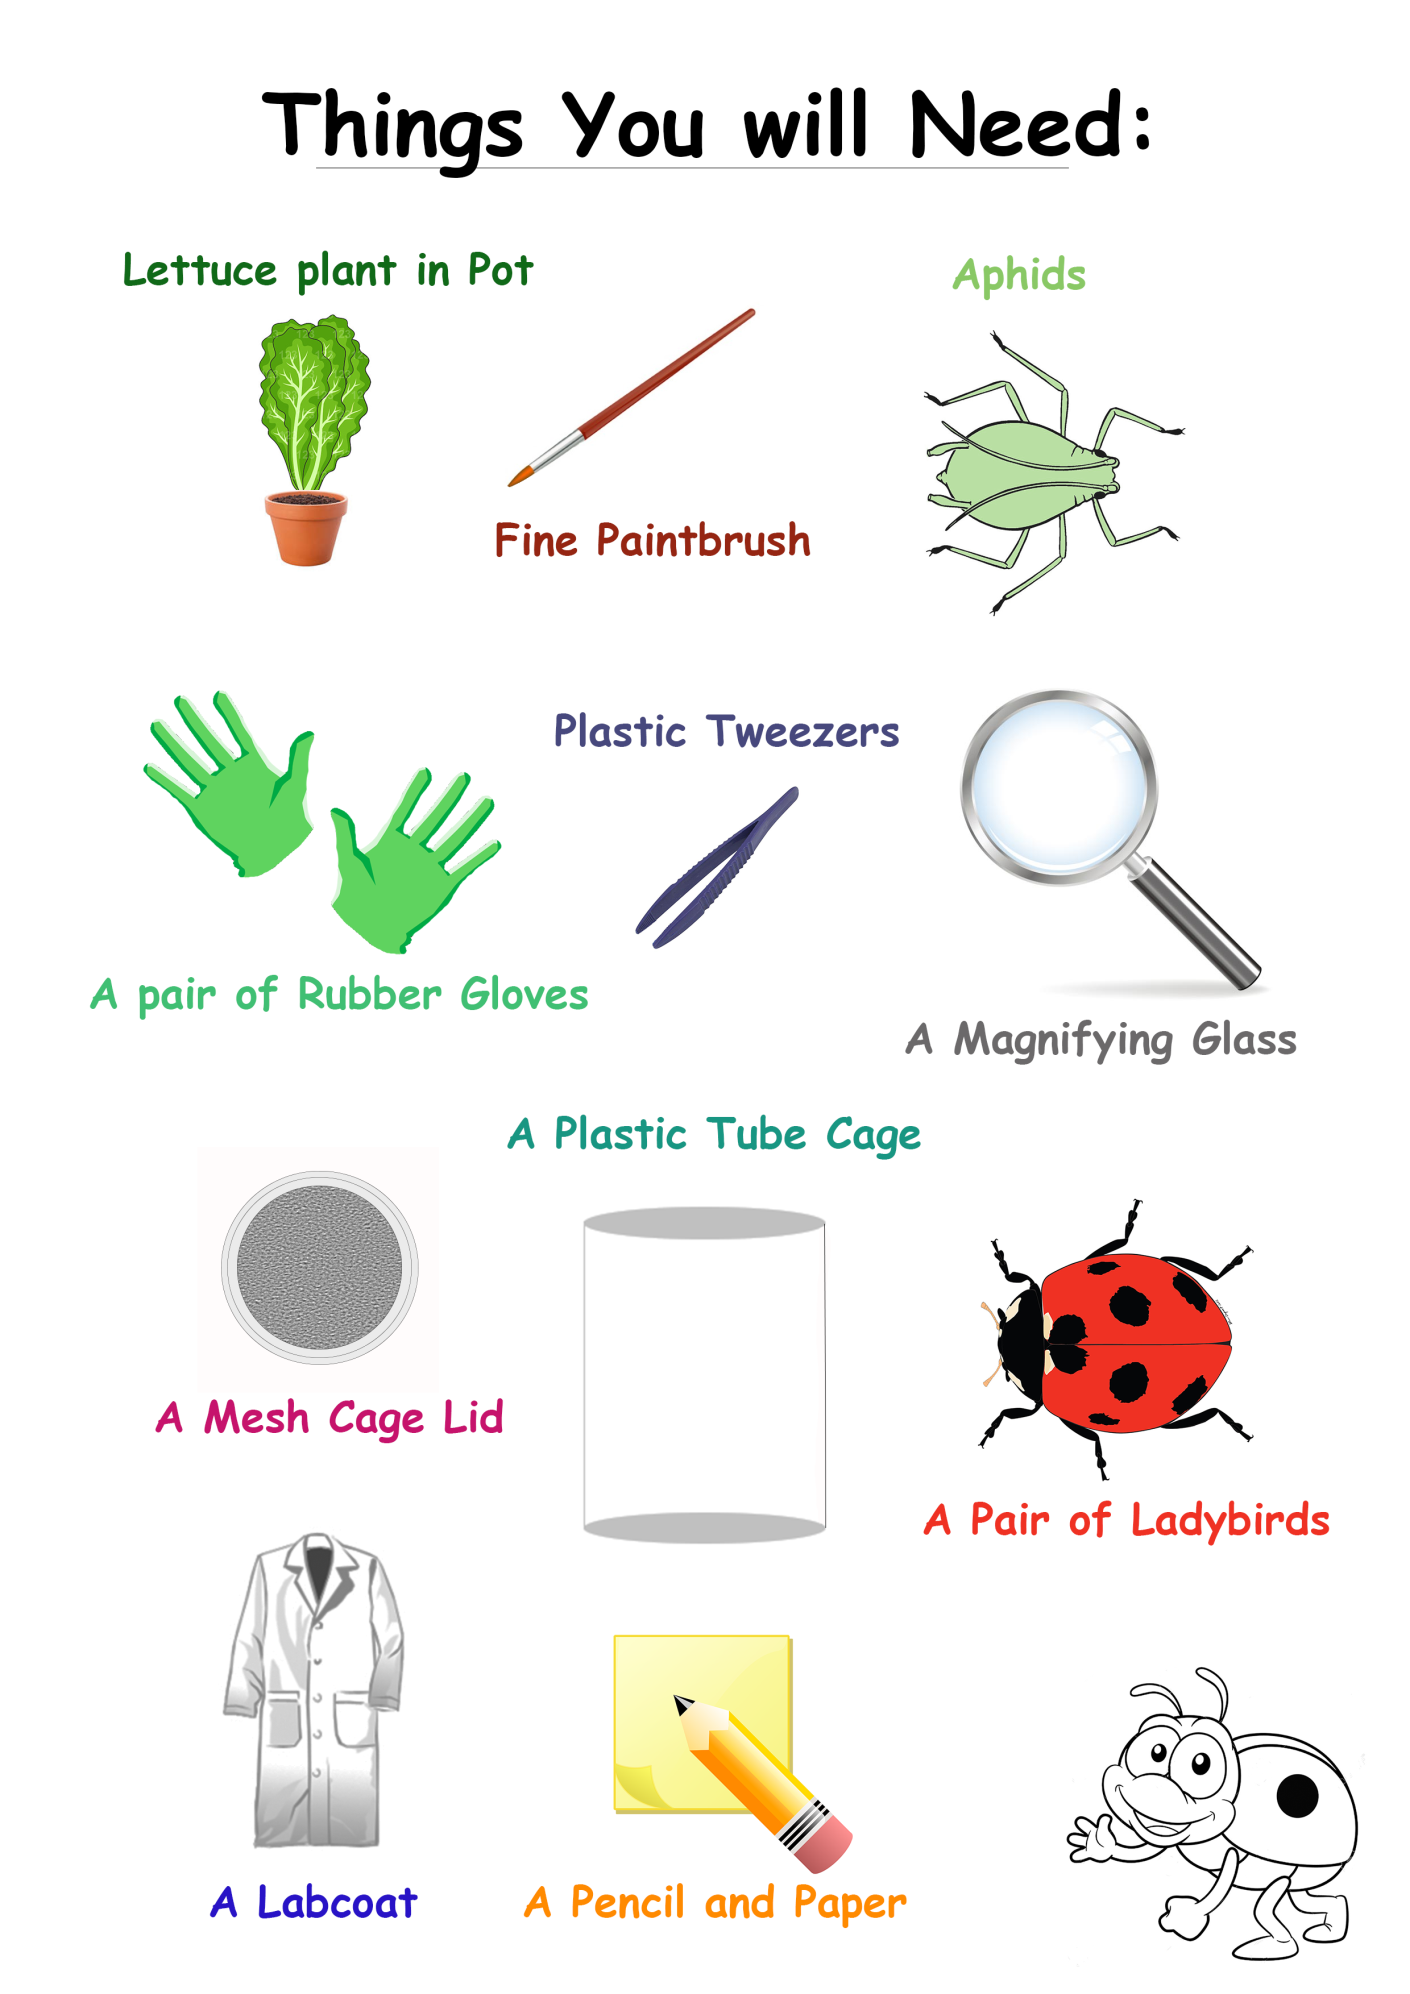 Things You will Need:
Lettuce plant in Pot
Aphids
Fine Paintbrush
Plastic Tweezers
A pair of Rubber Gloves
A Magnifying Glass
A Plastic Tube Cage
A Mesh Cage Lid
A Pair of Ladybirds
A Labcoat
A Pencil and Paper